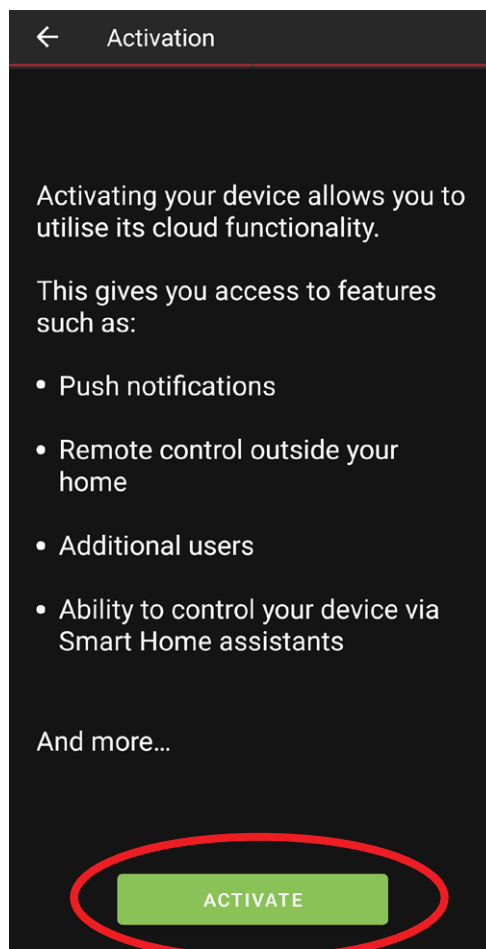 Activation
Activating your device allows you to
utilise its cloud functionality.
This gives you access to features
such as:
• Push notifications
• Remote control outside your
home
• Additional users
• Ability to control your device via
Smart Home assistants
And more...
ACTIVATE